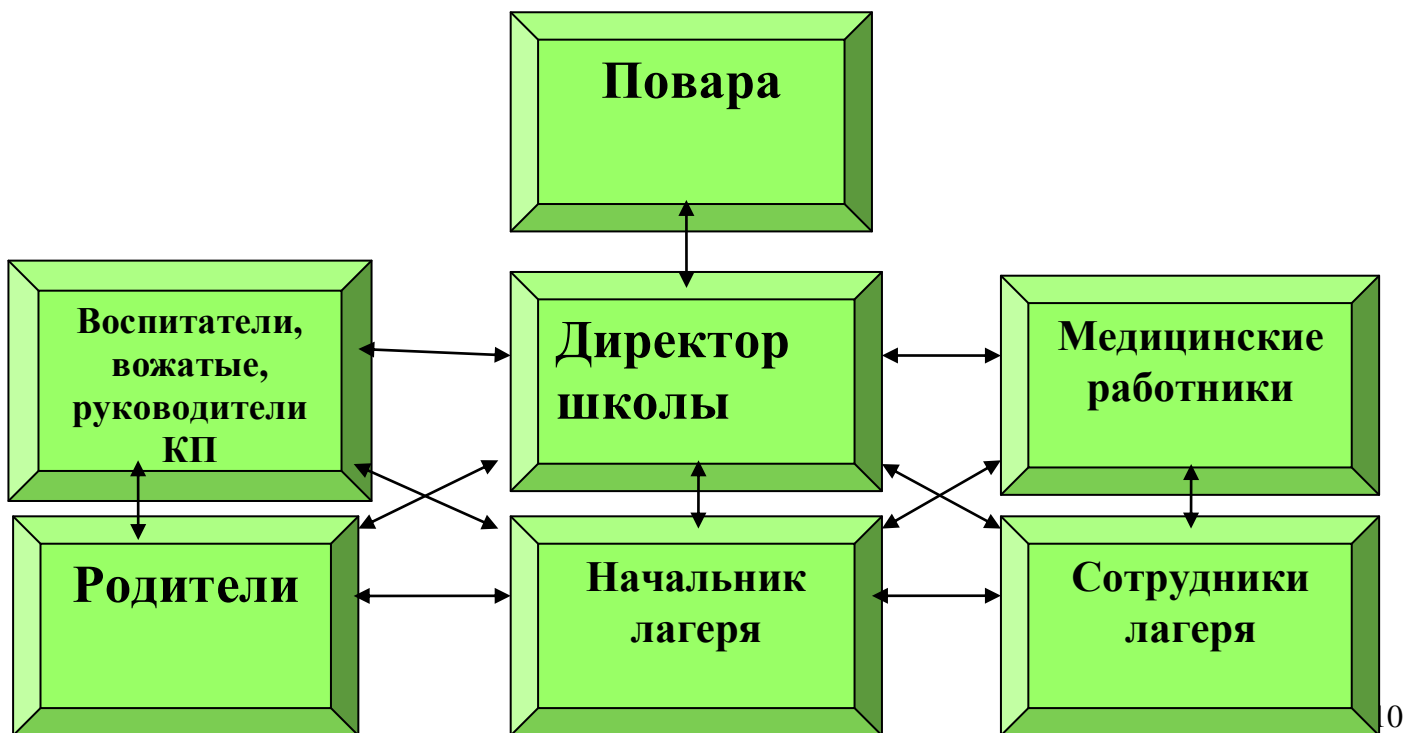 Повара
Воспитатели,
вожатые,
руководители
КП
Директор
школы
Медицинские
работники
Родители
Начальник
лагеря
Сотрудники
лагеря
10